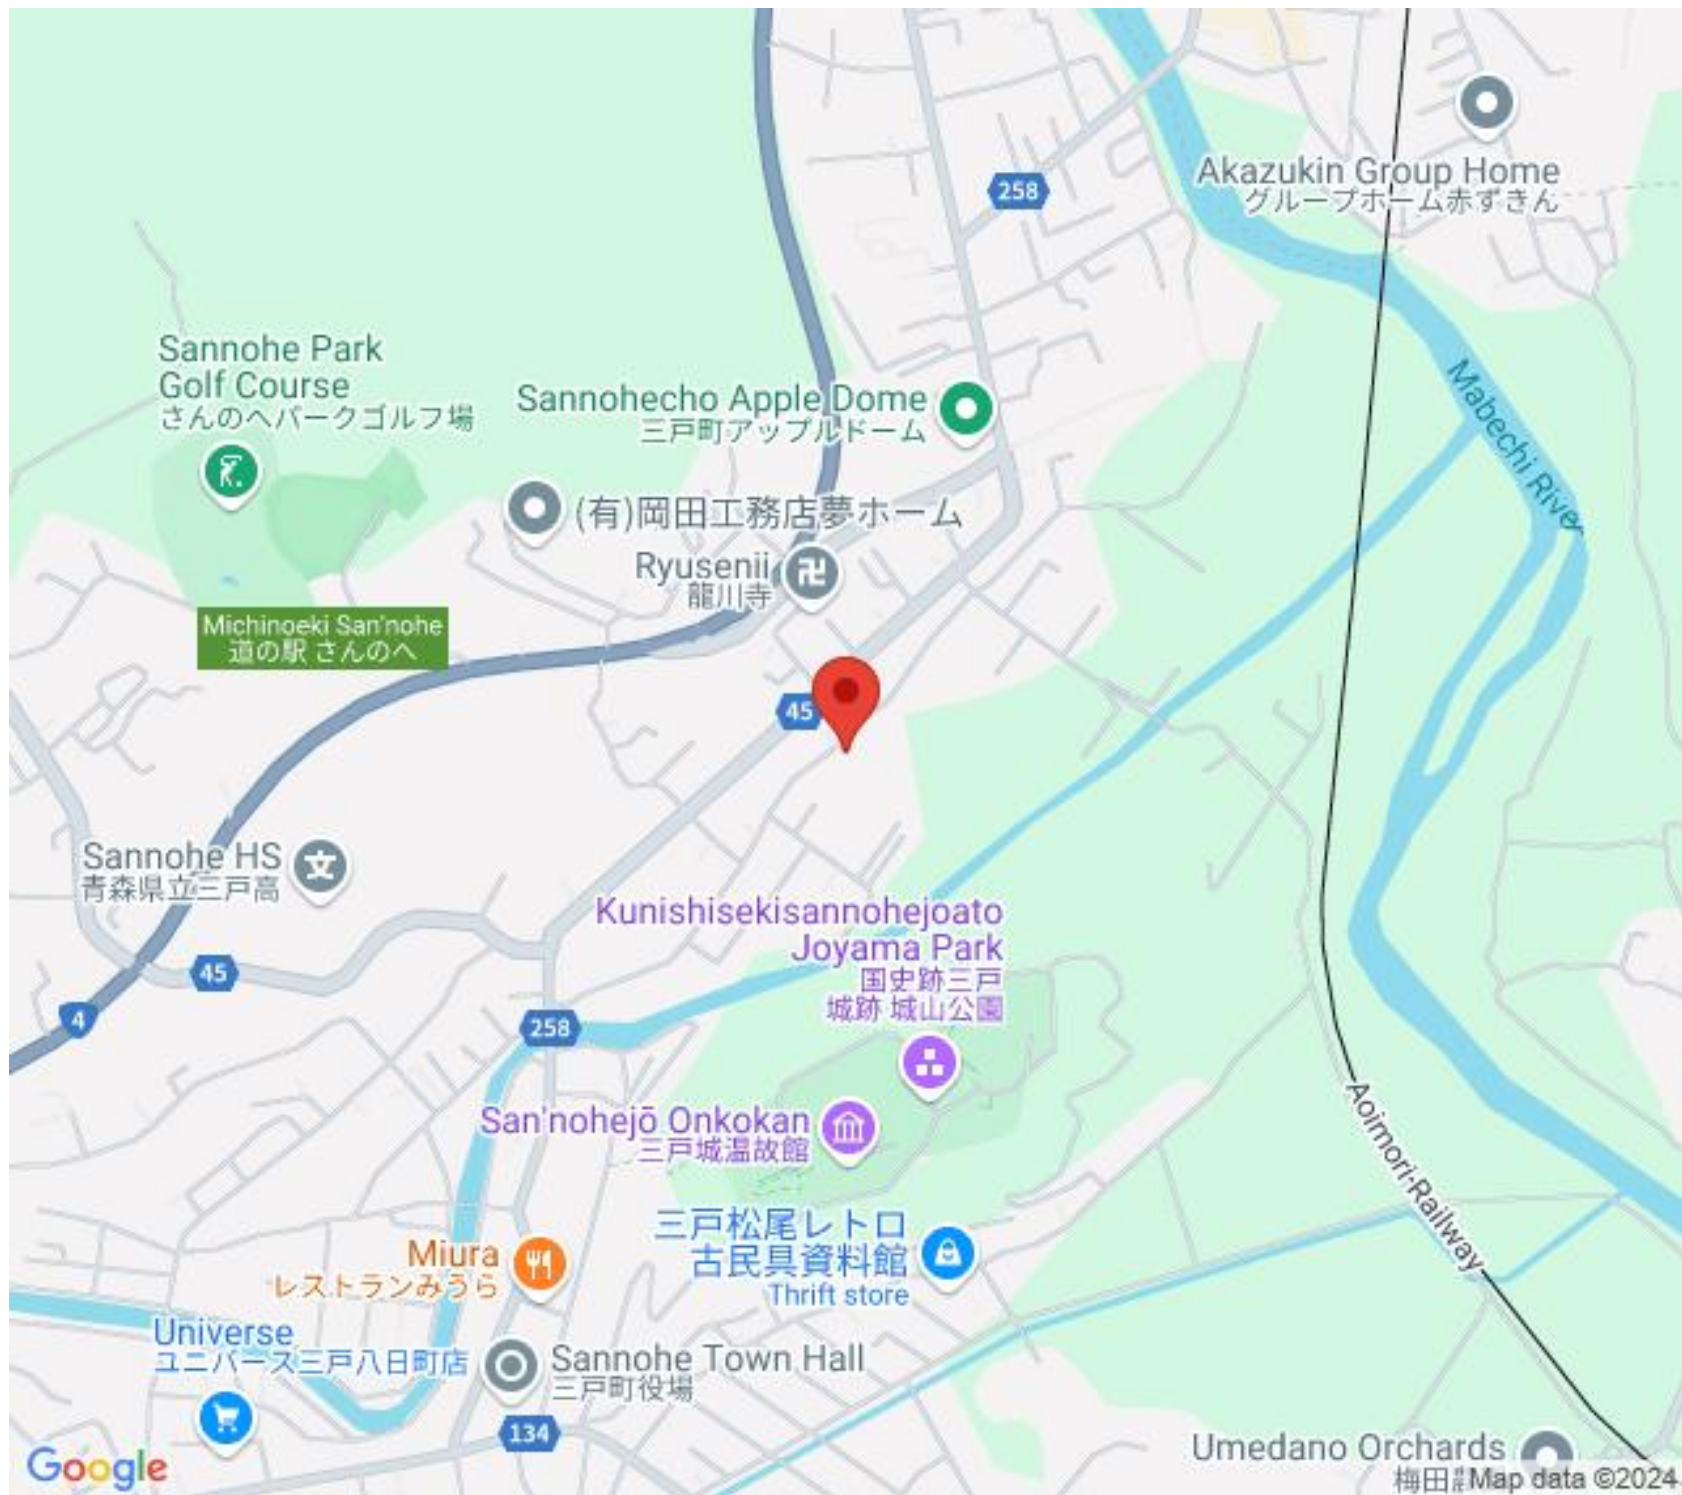 258
Akazukin Group Home
グループホーム赤ずきん
Sannohe Park
Golf Course
さんのへパークゴルフ場
Sannohecho Apple Dome
三戸町アップルドーム
Mabechi River
(有)岡田工務店夢ホーム
Ryusenji
龍川寺
Michinoeki San'nohe
道の駅 さんのへ
45
Sannohe HS
青森県立三戸高
Kunishisekisannohejoato
Joyama Park
国史跡三戸
城跡 城山公園
45
4
258
San'nohejō Onkokan
三戸城温故館
Aoimori-Railway
三戸松尾レトロ
古民具資料館
Thrift store
Miura
レストランみうら
Universe
ユニバース三戸八日町店
Sannohe Town Hall
三戸町役場
134
Umedano Orchards
梅田
Google
Map data ©2024